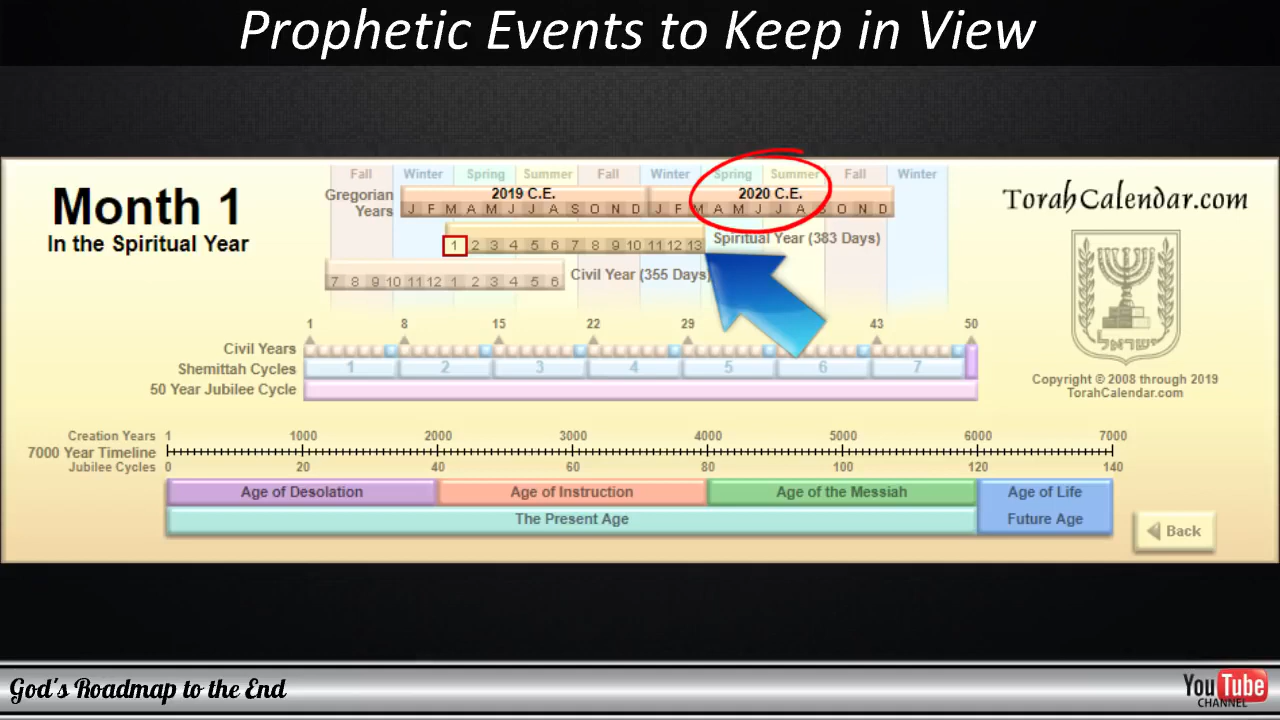 Prophetic Events to Keep in View
Fall Winter Spring Summer Fall Winter Spring Summer Fall Winter
Month 1
In the Spiritual Year
Gregorian Years
2019 C.E. 2020 C.E.
J F M A M J J A S O N D J F M A M J J A S O N D
1 2 3 4 5 6 7 8 9 10 11 12 13 Spiritual Year (383 Days)
7 8 9 10 11 12 1 2 3 4 5 6 Civil Year (355 Days)
TorahCalendar.com
ישראל
Copyright © 2008 through 2019
TorahCalendar.com
1 8 15 22 29 43 50
Civil Years
Shemittah Cycles 1 2 3 4 5 6 7
50 Year Jubilee Cycle
Creation Years 1 1000 2000 3000 4000 5000 6000 7000
7000 Year Timeline
Jubilee Cycles 0 20 40 60 80 100 120 140
Age of Desolation Age of Instruction Age of the Messiah Age of Life
The Present Age Future Age
Back
God's Roadmap to the End
YouTube
CHANNEL